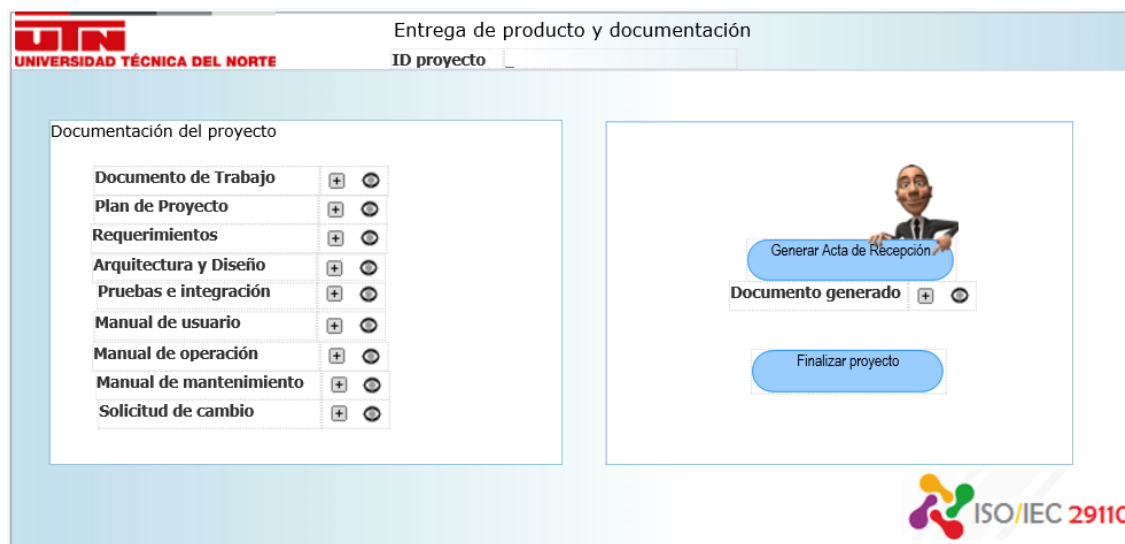 UTN
UNIVERSIDAD TÉCNICA DEL NORTE
Entrega de producto y documentación
ID proyecto _
Documentación del proyecto
Documento de Trabajo
Plan de Proyecto
Requerimientos
Arquitectura y Diseño
Pruebas e integración
Manual de usuario
Manual de operación
Manual de mantenimiento
Solicitud de cambio
Generar Acta de Recepción
Documento generado
Finalizar proyecto
ISO/IEC 29110